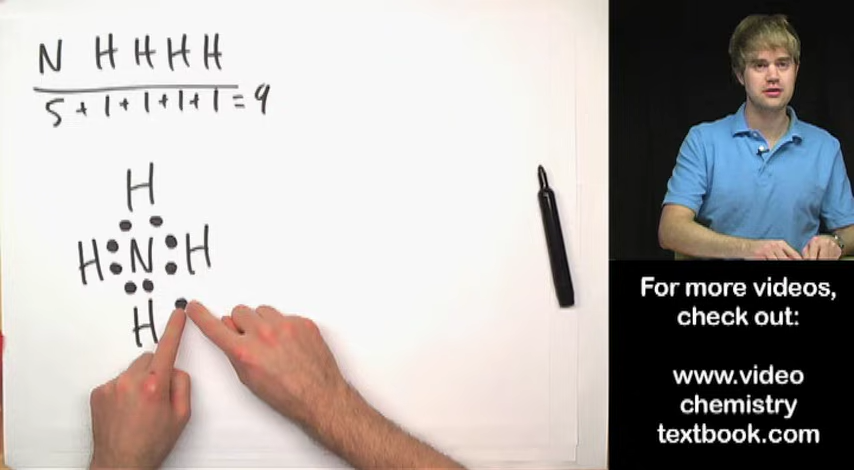 N H H H H
5 + 1 + 1 + 1 + 1 = 9
H
H N H
H
For more videos,
check out:
www.video
chemistry
textbook.com